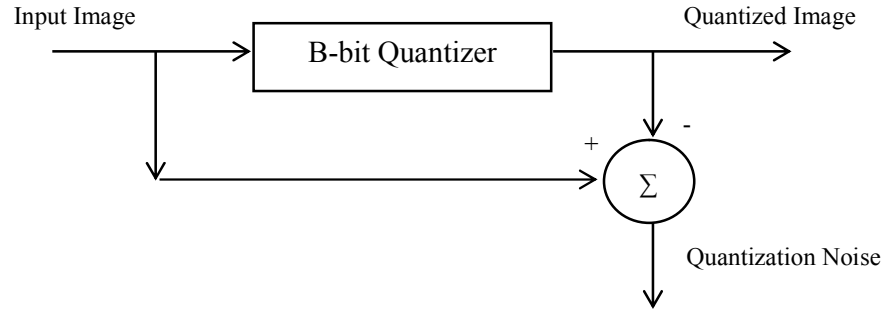 Input Image
Quantized Image
B-bit Quantizer
-
+
Σ
Quantization Noise